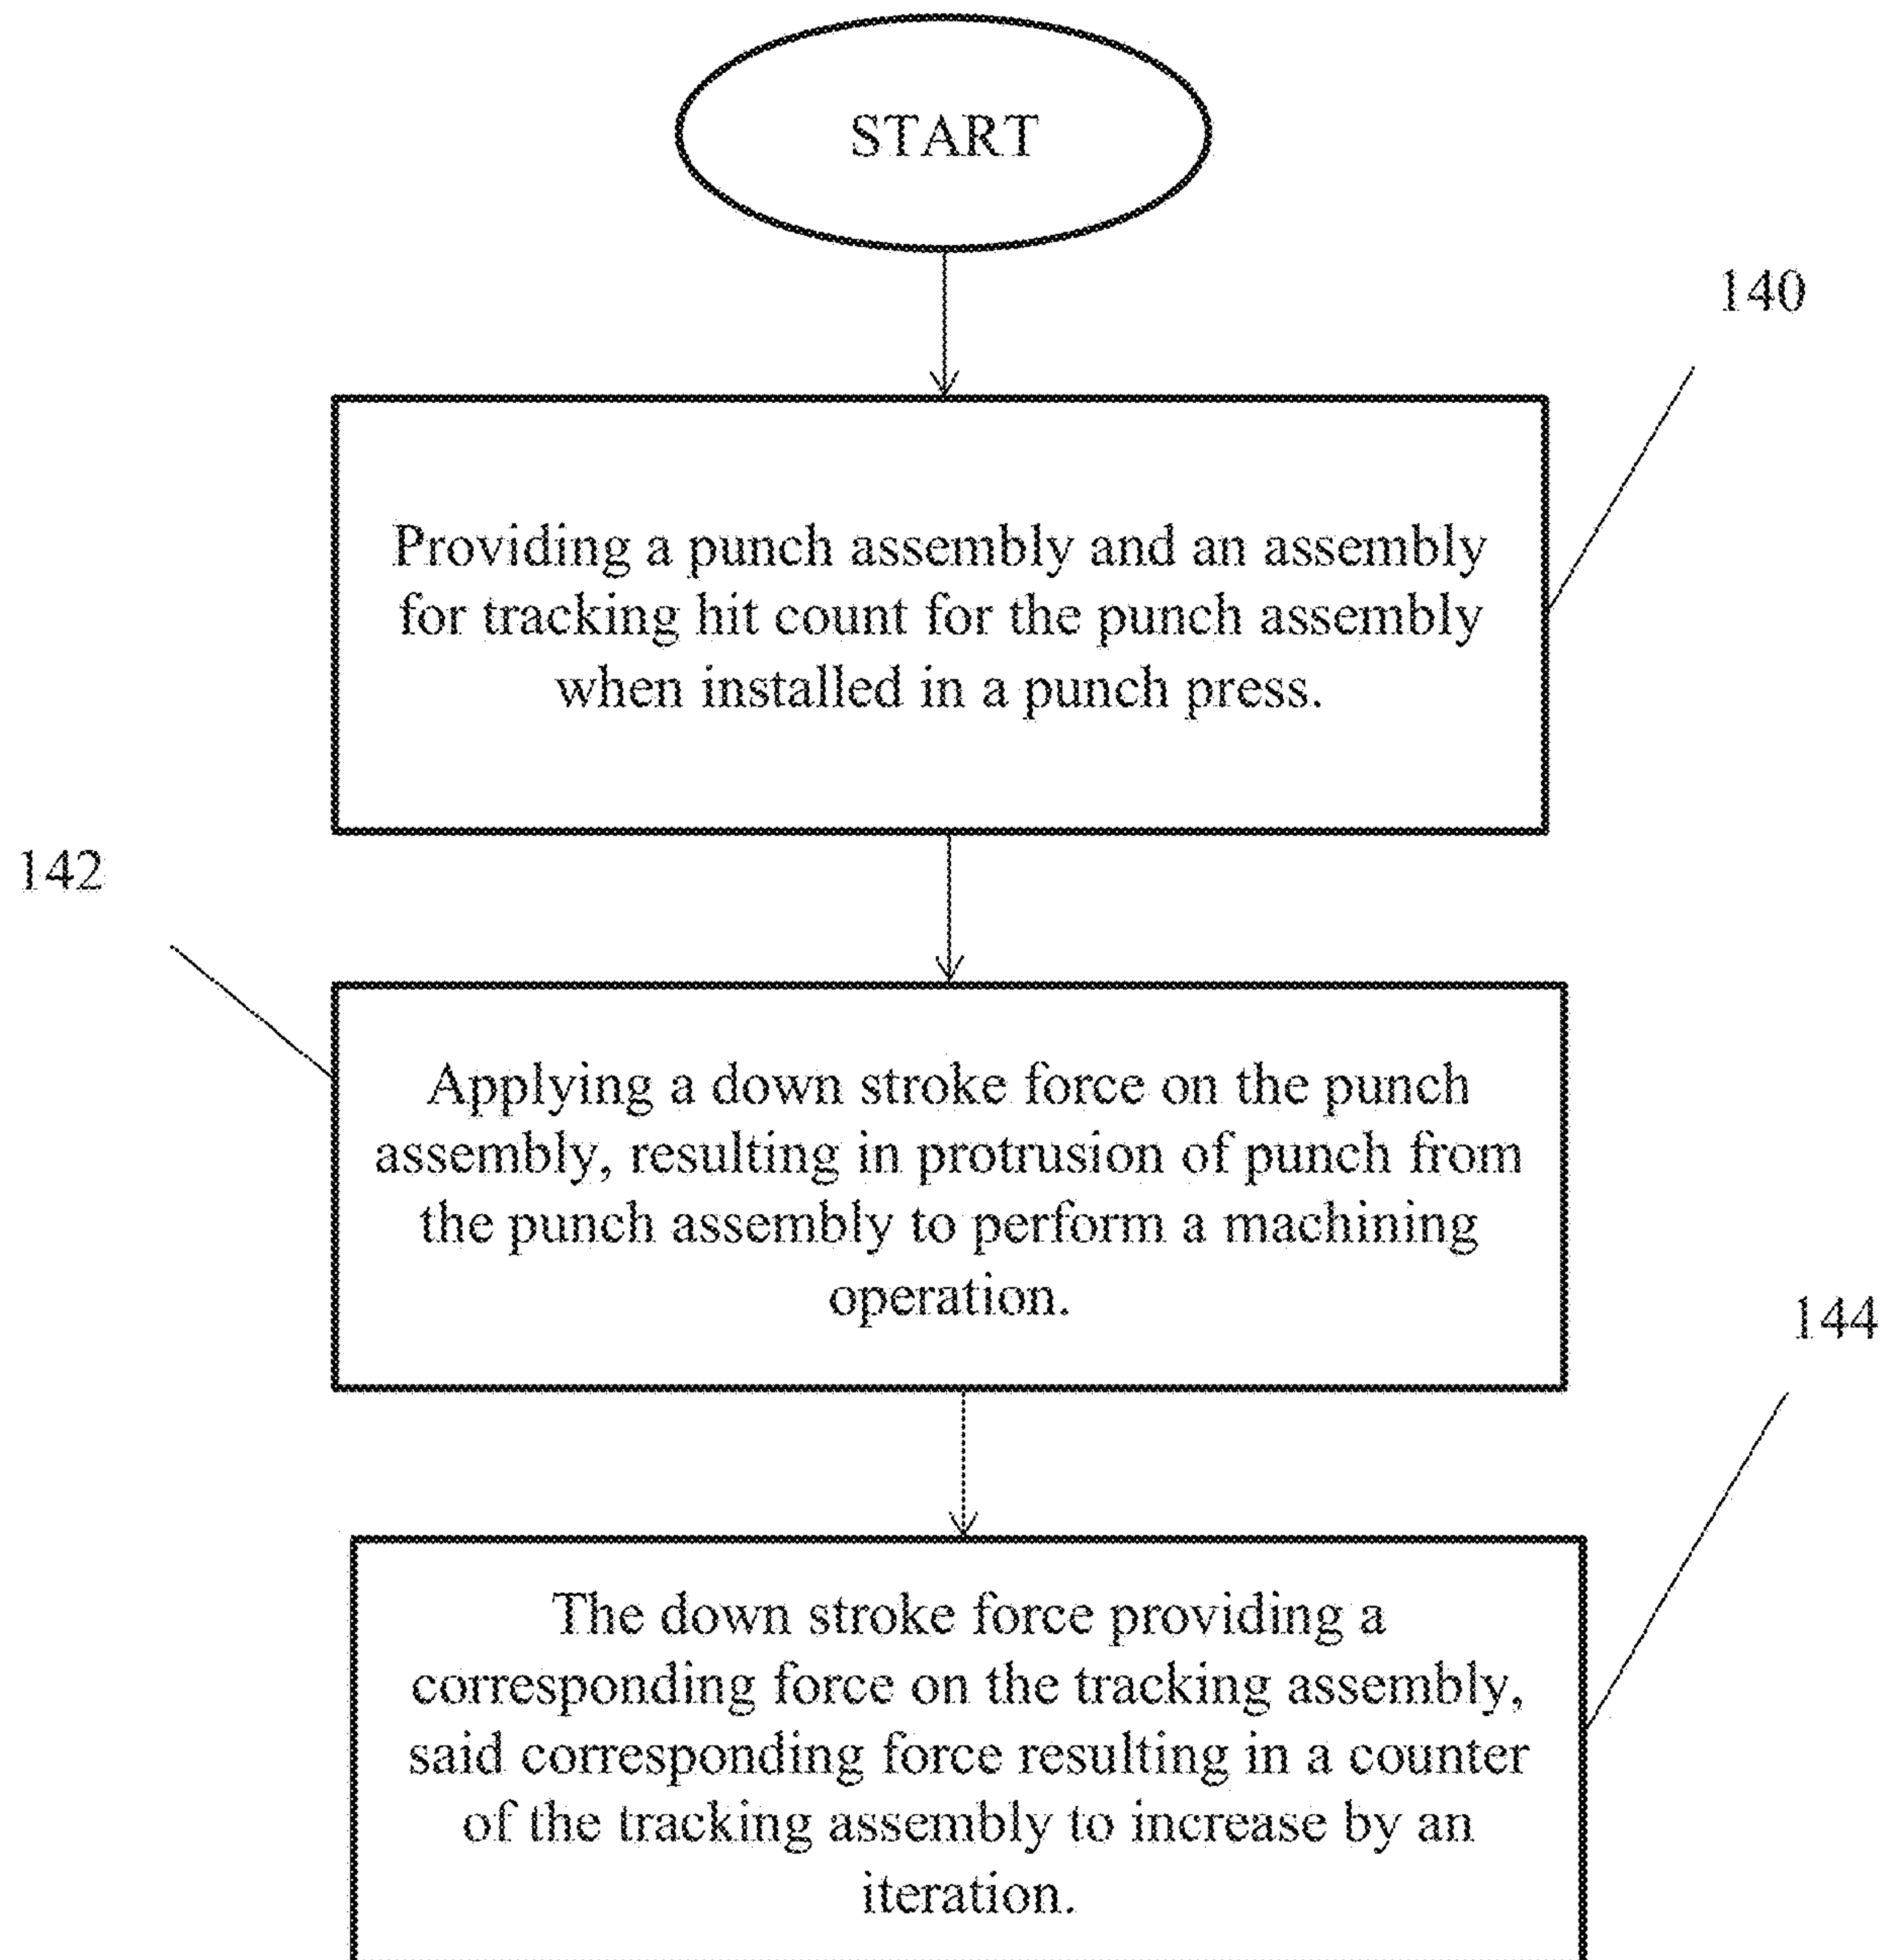 START
140
Providing a punch assembly and an assembly
for tracking hit count for the punch assembly
when installed in a punch press.
142
Applying a down stroke force on the punch
assembly, resulting in protrusion of punch from
the punch assembly to perform a machining
operation.
144
The down stroke force providing a
corresponding force on the tracking assembly,
said corresponding force resulting in a counter
of the tracking assembly to increase by an
iteration.